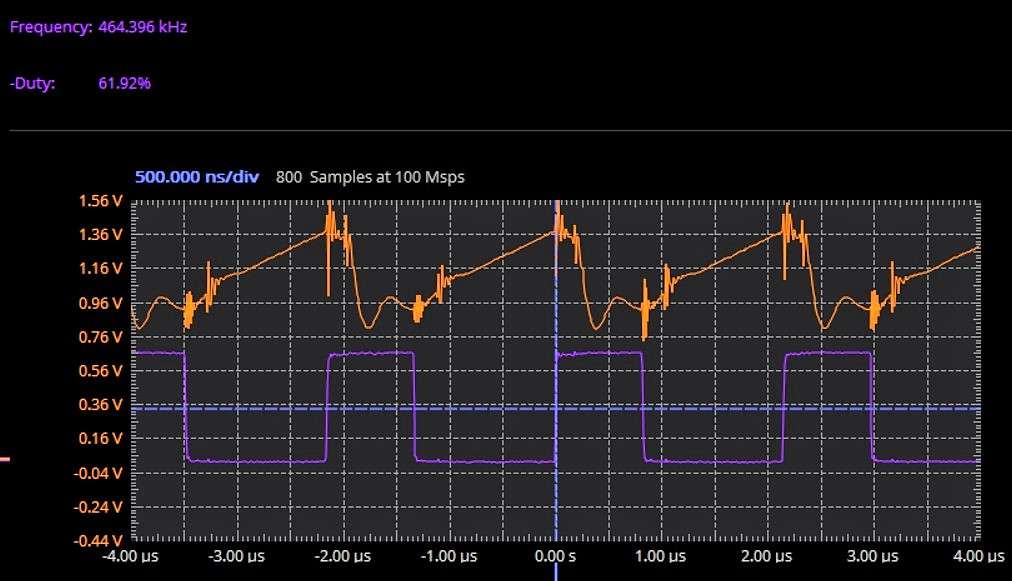 Frequency: 464.396 kHz
-Duty: 61.92%
500.000 ns/div 800 Samples at 100 Msps
1.56 V
1.36 V
1.16 V
0.96 V
0.76 V
0.56 V
0.36 V
0.16 V
-0.04 V
-0.24 V
-0.44 V
-4.00 µs -3.00 µs -2.00 µs -1.00 µs 0.00 s 1.00 µs 2.00 µs 3.00 µs 4.00 µs